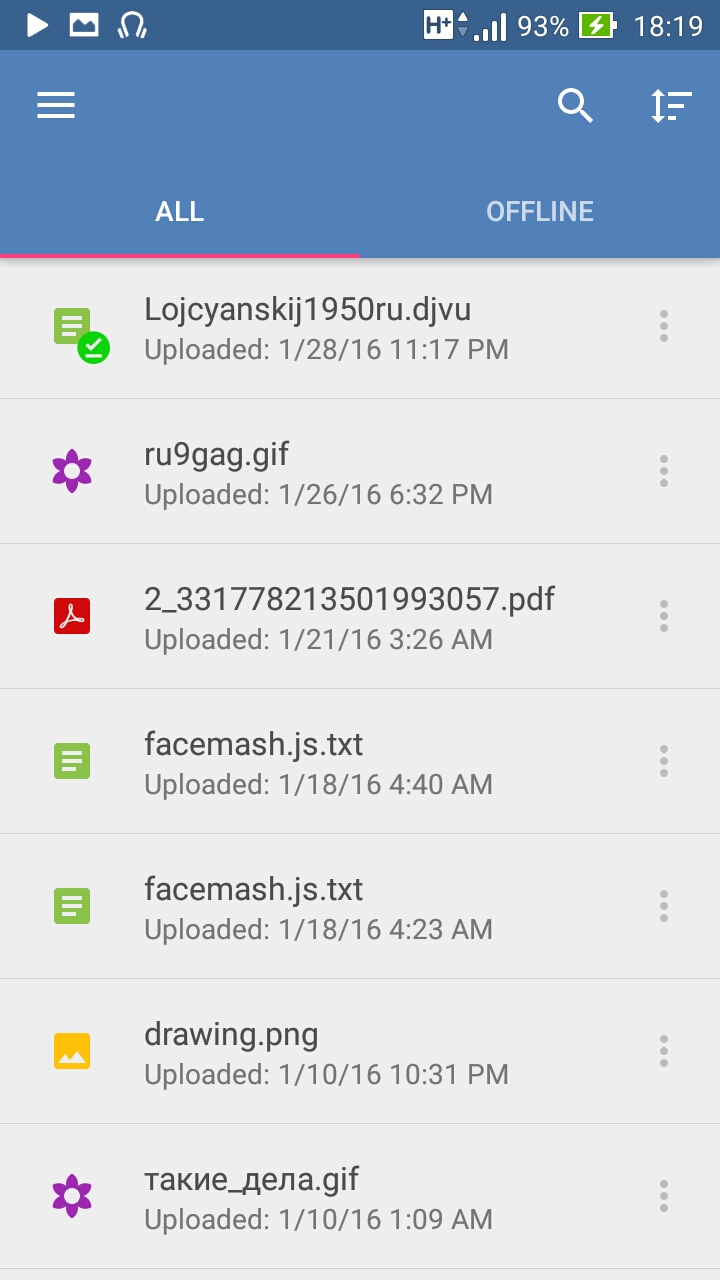 H+ 93% 18:19
ALL OFFLINE
Lojcyanskij1950ru.djvu
Uploaded: 1/28/16 11:17 PM
ru9gag.gif
Uploaded: 1/26/16 6:32 PM
2_331778213501993057.pdf
Uploaded: 1/21/16 3:26 AM
facemash.js.txt
Uploaded: 1/18/16 4:40 AM
facemash.js.txt
Uploaded: 1/18/16 4:23 AM
drawing.png
Uploaded: 1/10/16 10:31 PM
такие_дела.gif
Uploaded: 1/10/16 1:09 AM